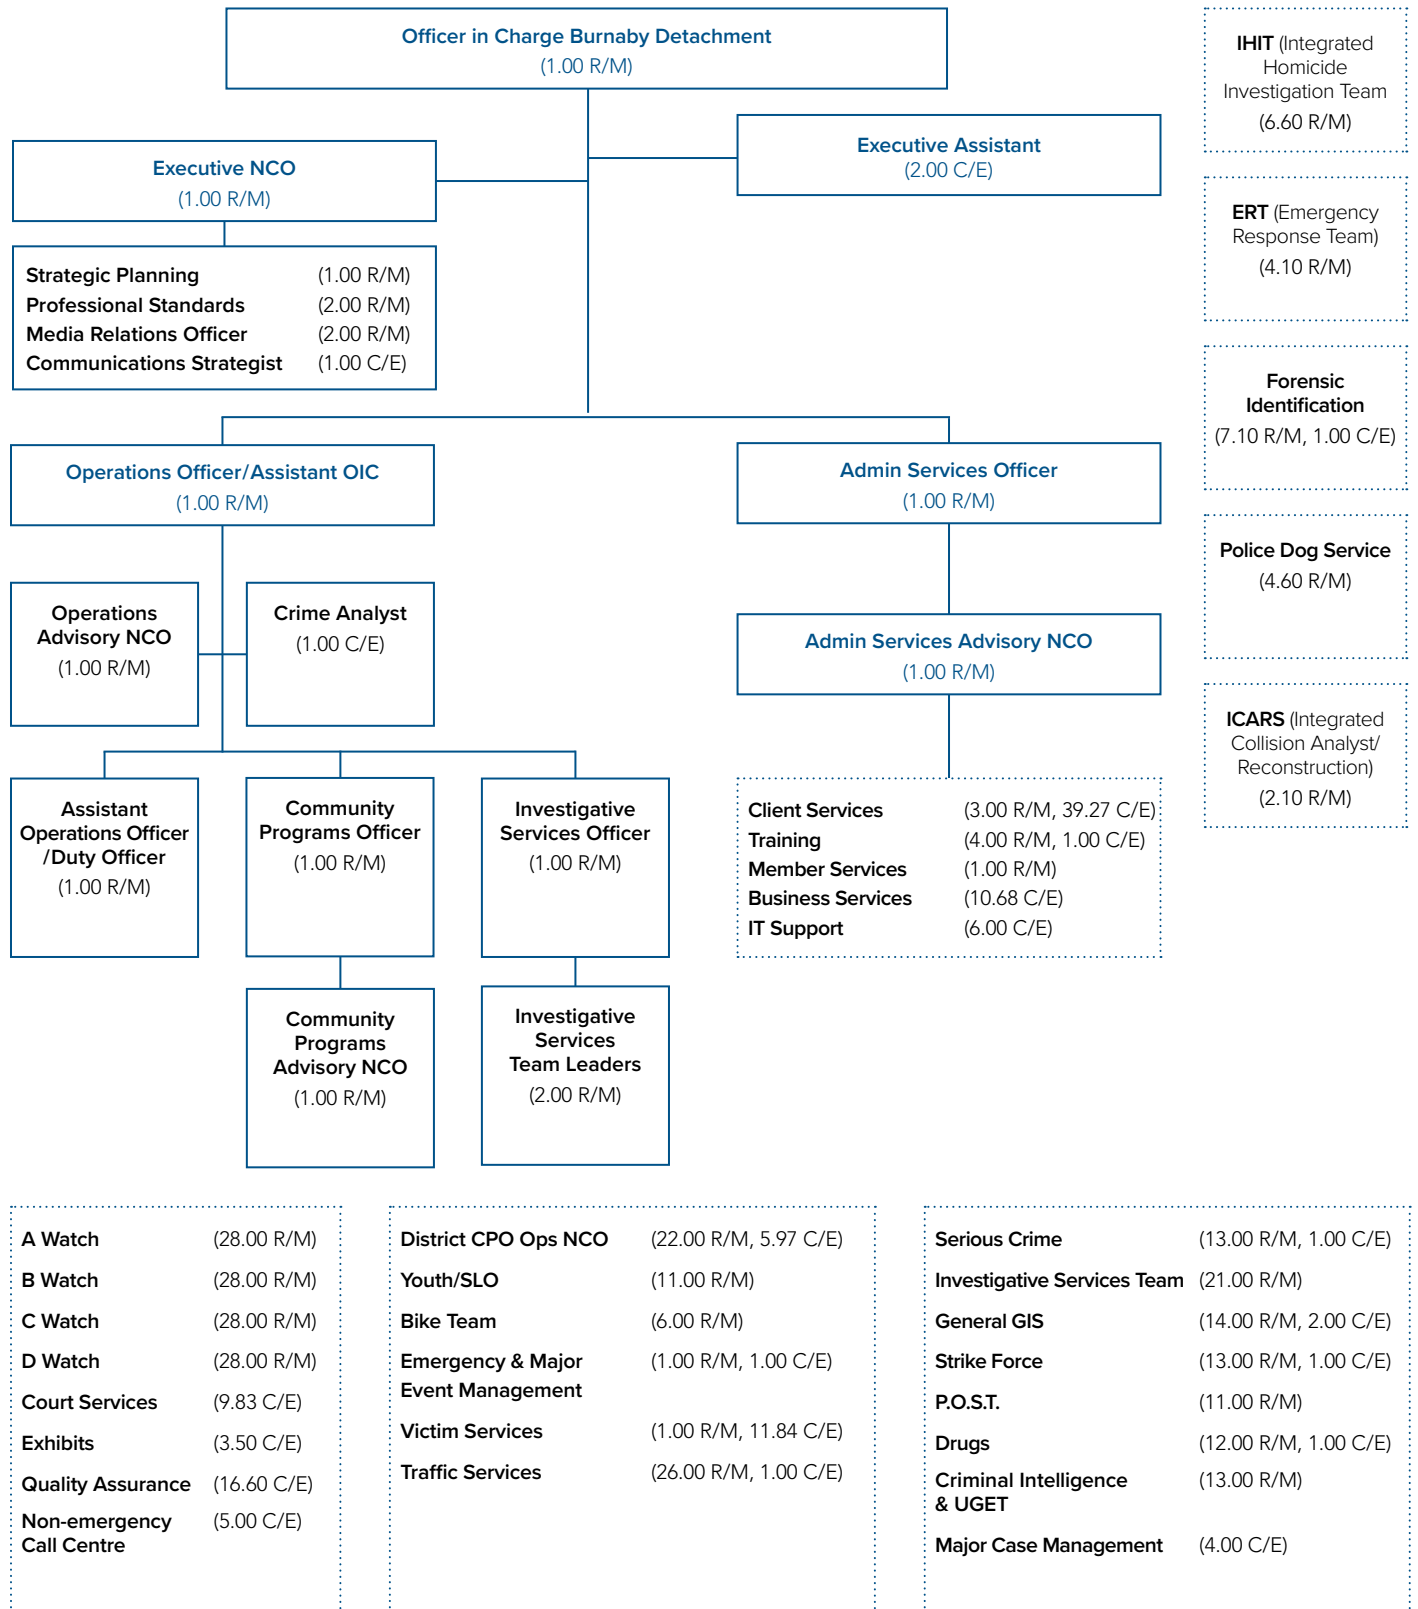 Officer in Charge Burnaby Detachment
(1.00 R/M)
Executive NCO
(1.00 R/M)
Executive Assistant
(2.00 C/E)
Strategic Planning (1.00 R/M)
Professional Standards (2.00 R/M)
Media Relations Officer (2.00 R/M)
Communications Strategist (1.00 C/E)
Operations Officer/Assistant OIC
(1.00 R/M)
Admin Services Officer
(1.00 R/M)
Operations
Advisory NCO
(1.00 R/M)
Crime Analyst
(1.00 C/E)
Admin Services Advisory NCO
(1.00 R/M)
Assistant
Operations Officer
/Duty Officer
(1.00 R/M)
Community
Programs Officer
(1.00 R/M)
Investigative
Services Officer
(1.00 R/M)
Client Services (3.00 R/M, 39.27 C/E)
Training (4.00 R/M, 1.00 C/E)
Member Services (1.00 R/M)
Business Services (10.68 C/E)
IT Support (6.00 C/E)
Community
Programs
Advisory NCO
(1.00 R/M)
Investigative
Services
Team Leaders
(2.00 R/M)
IHIT (Integrated
Homicide
Investigation Team
(6.60 R/M)
ERT (Emergency
Response Team)
(4.10 R/M)
Forensic
Identification
(7.10 R/M, 1.00 C/E)
Police Dog Service
(4.60 R/M)
ICARS (Integrated
Collision Analyst/
Reconstruction)
(2.10 R/M)
A Watch (28.00 R/M)
B Watch (28.00 R/M)
C Watch (28.00 R/M)
D Watch (28.00 R/M)
Court Services (9.83 C/E)
Exhibits (3.50 C/E)
Quality Assurance (16.60 C/E)
Non-emergency (5.00 C/E)
Call Centre
District CPO Ops NCO (22.00 R/M, 5.97 C/E)
Youth/SLO (11.00 R/M)
Bike Team (6.00 R/M)
Emergency & Major (1.00 R/M, 1.00 C/E)
Event Management
Victim Services (1.00 R/M, 11.84 C/E)
Traffic Services (26.00 R/M, 1.00 C/E)
Serious Crime (13.00 R/M, 1.00 C/E)
Investigative Services Team (21.00 R/M)
General GIS (14.00 R/M, 2.00 C/E)
Strike Force (13.00 R/M, 1.00 C/E)
P.O.S.T. (11.00 R/M)
Drugs (12.00 R/M, 1.00 C/E)
Criminal Intelligence (13.00 R/M)
& UGET
Major Case Management (4.00 C/E)